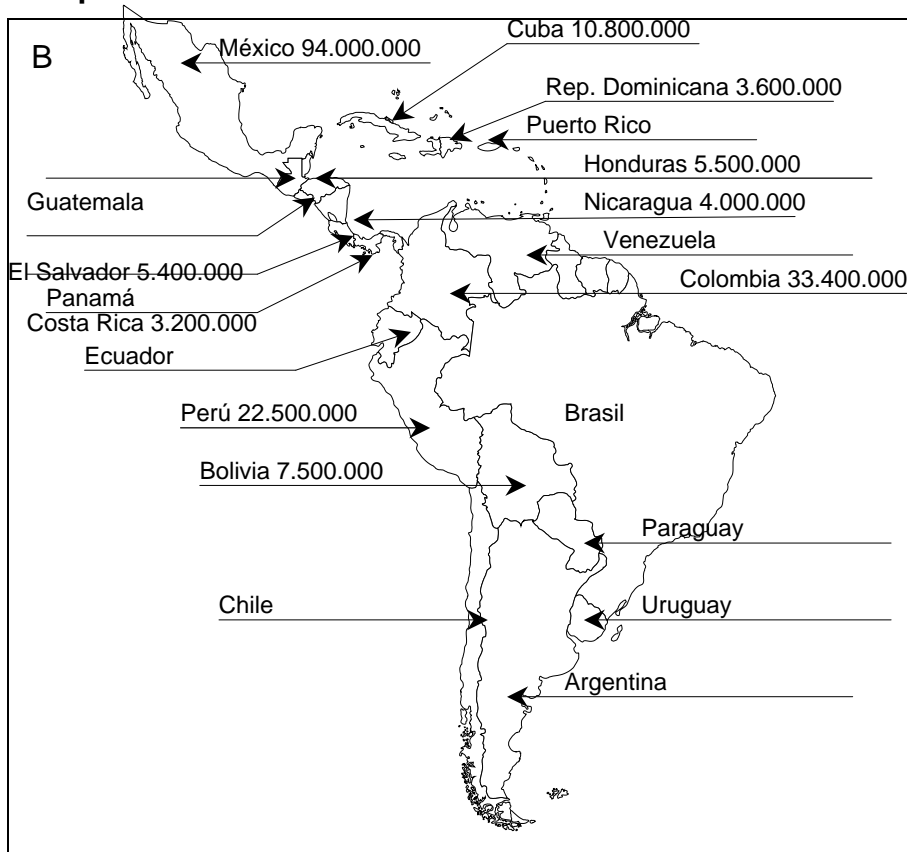 B
México 94.000.000
Cuba 10.800.000
Rep. Dominicana 3.600.000
Puerto Rico
Honduras 5.500.000
Guatemala
Nicaragua 4.000.000
Venezuela
El Salvador 5.400.000
Colombia 33.400.000
Panamá
Costa Rica 3.200.000
Ecuador
Perú 22.500.000
Brasil
Bolivia 7.500.000
Paraguay
Chile
Uruguay
Argentina